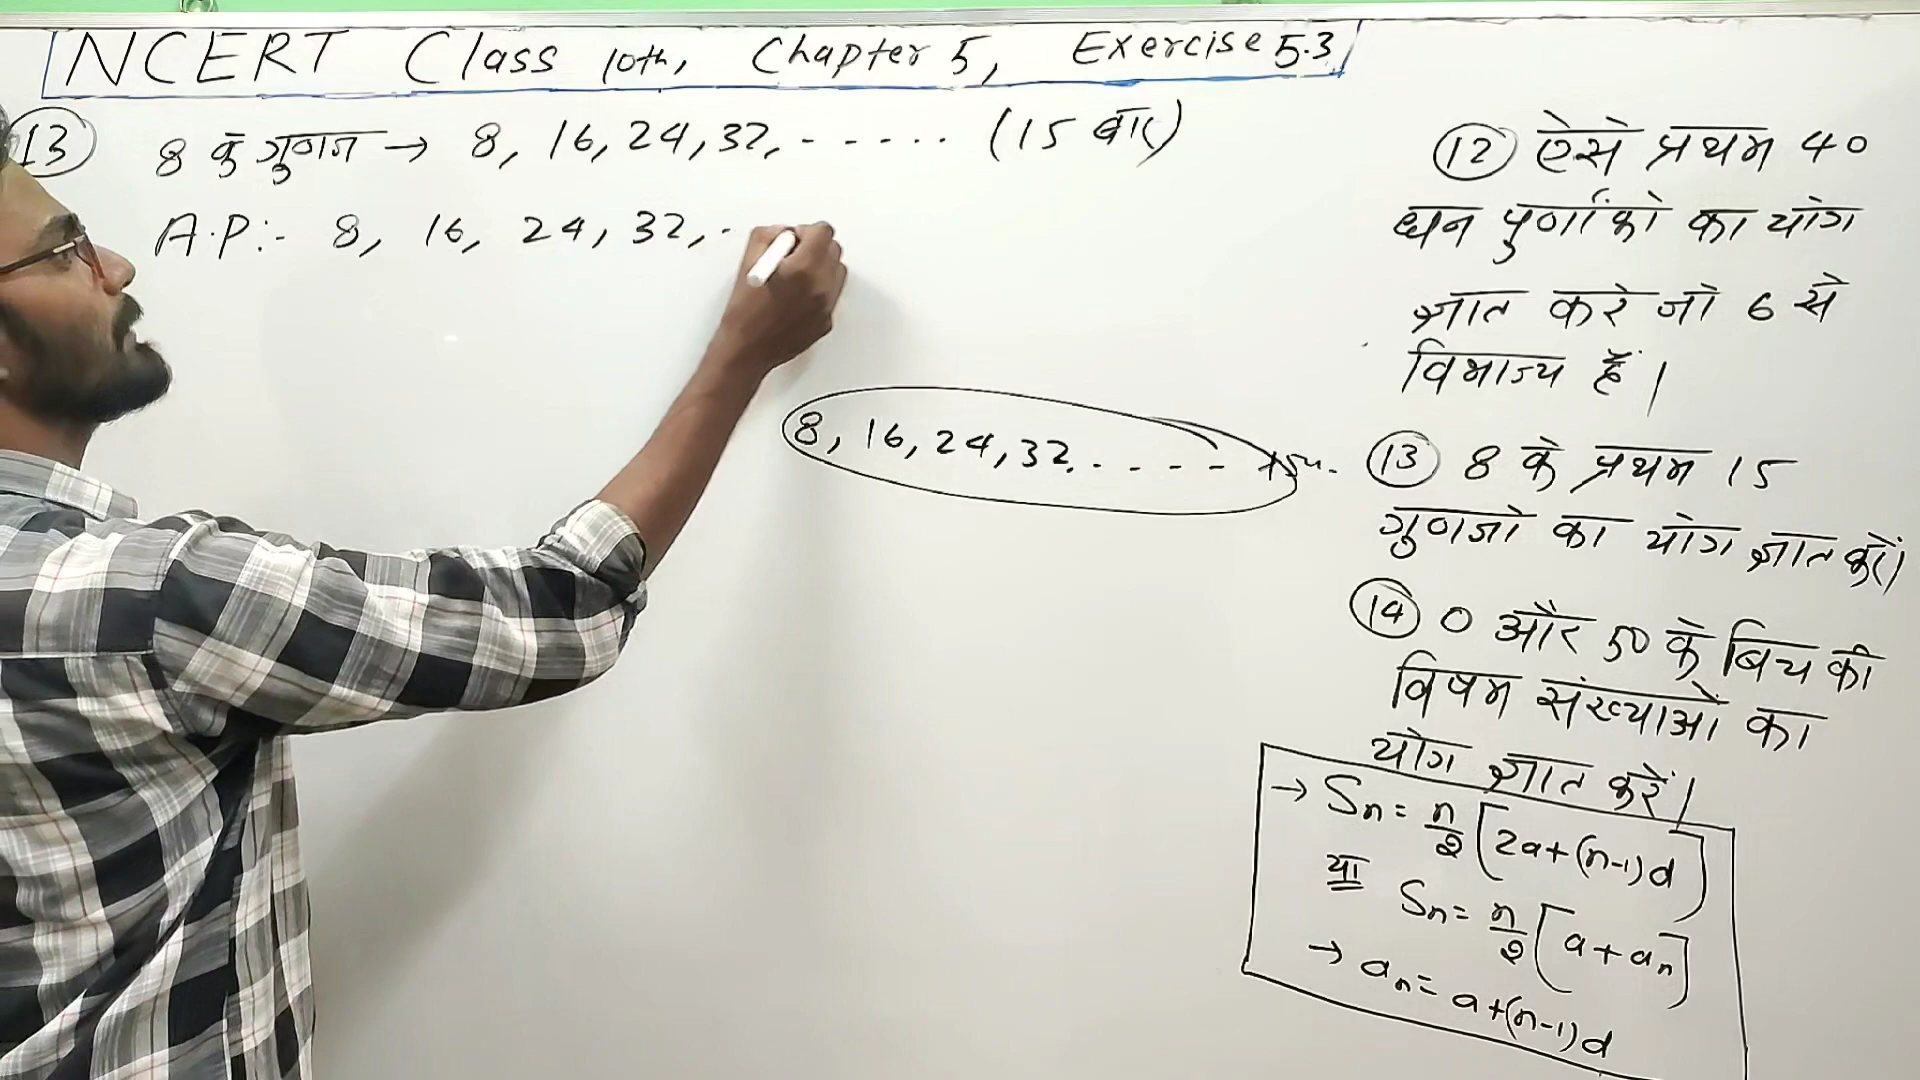 NCERT Class 10th, Chapter 5, Exercise 5.3
13 8 के गुणज → 8, 16, 24, 32, - - - - - (15 बार)
A.P:- 8, 16, 24, 32, -
8, 16, 24, 32, - - - - -
12 ऐसे प्रथम 40
धन पुर्णांको का योग
ज्ञात करे जो 6 से
विभाज्य हैं।
13 8 के प्रथम 15
गुणजो का योग ज्ञात करें।
14 0 और 50 के बिच की
विषम संख्याओं का
योग ज्ञात करें।
→ Sn = n/2 [2a+(n-1)d]
या
Sn = n/2 [a+an]
→ an = a+(n-1)d